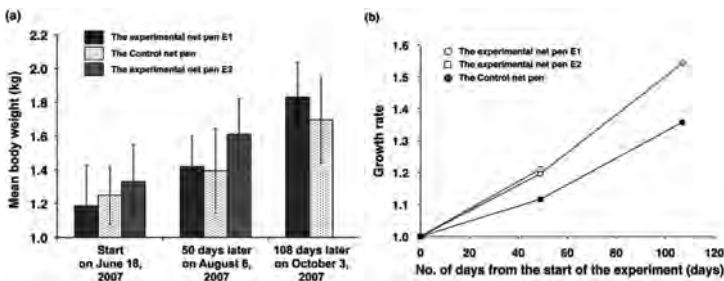 (a)
The experimental net pen E1
The Control net pen
The experimental net pen E2
Mean body weight (kg)
2.2
2.0
1.8
1.6
1.4
1.2
1.0
Start
on June 18,
2007
50 days later
on August 6,
2007
108 days later
on October 3,
2007
(b)
The experimental net pen E1
The experimental net pen E2
The Control net pen
Growth rate
1.6
1.5
1.4
1.3
1.2
1.1
1.0
0 20 40 60 80 100 120
No. of days from the start of the experiment (days)